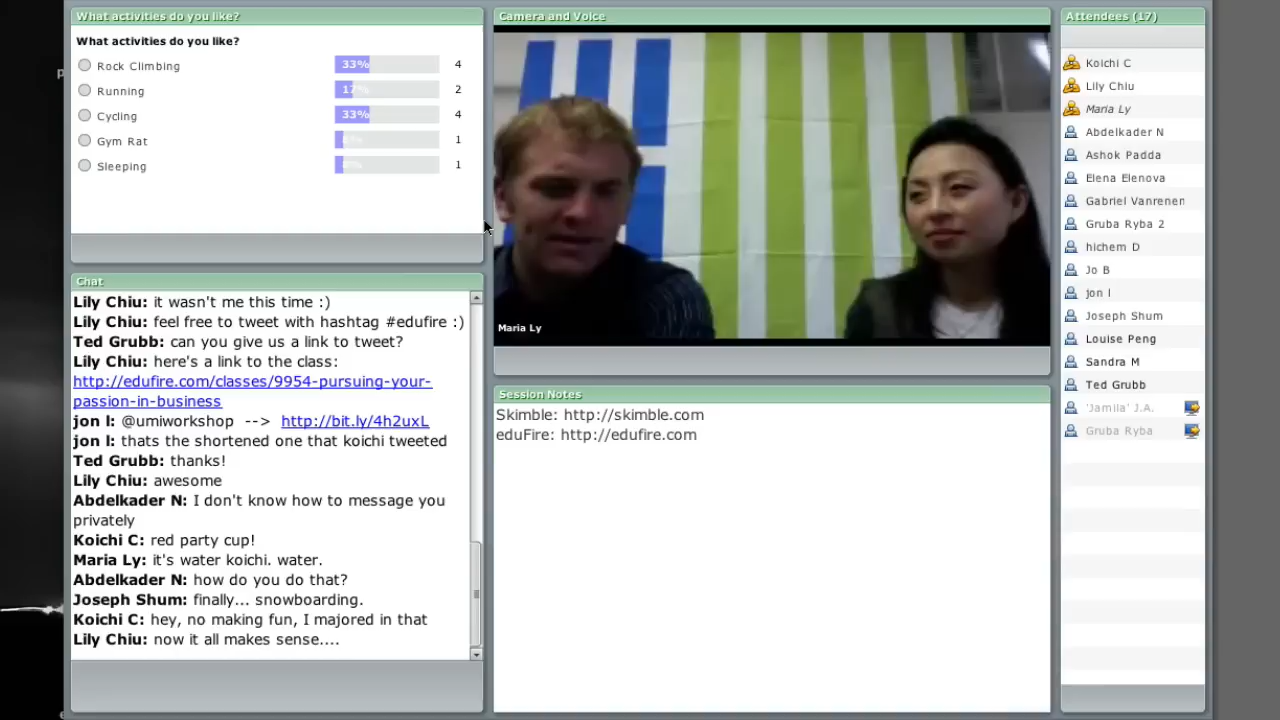 What activities do you like?
What activities do you like?
Rock Climbing 33% 4
Running 17% 2
Cycling 33% 4
Gym Rat 8% 1
Sleeping 8% 1
Chat
Lily Chiu: it wasn't me this time :)
Lily Chiu: feel free to tweet with hashtag #edufire :)
Ted Grubb: can you give us a link to tweet?
Lily Chiu: here's a link to the class:
http://edufire.com/classes/9954-pursuing-your-
passion-in-business
jon l: @umiworkshop --> http://bit.ly/4h2uxL
jon l: thats the shortened one that koichi tweeted
Ted Grubb: thanks!
Lily Chiu: awesome
Abdelkader N: I don't know how to message you
privately
Koichi C: red party cup!
Maria Ly: it's water koichi. water.
Abdelkader N: how do you do that?
Joseph Shum: finally... snowboarding.
Koichi C: hey, no making fun, I majored in that
Lily Chiu: now it all makes sense....
Camera and Voice
Maria Ly
Session Notes
Skimble: http://skimble.com
eduFire: http://edufire.com
Attendees (17)
Koichi C
Lily Chiu
Maria Ly
Abdelkader N
Ashok Padda
Elena Elenova
Gabriel Vanrenen
Gruba Ryba 2
hichem D
Jo B
jon l
Joseph Shum
Louise Peng
Sandra M
Ted Grubb
'Jamila' J.A.
Gruba Ryba